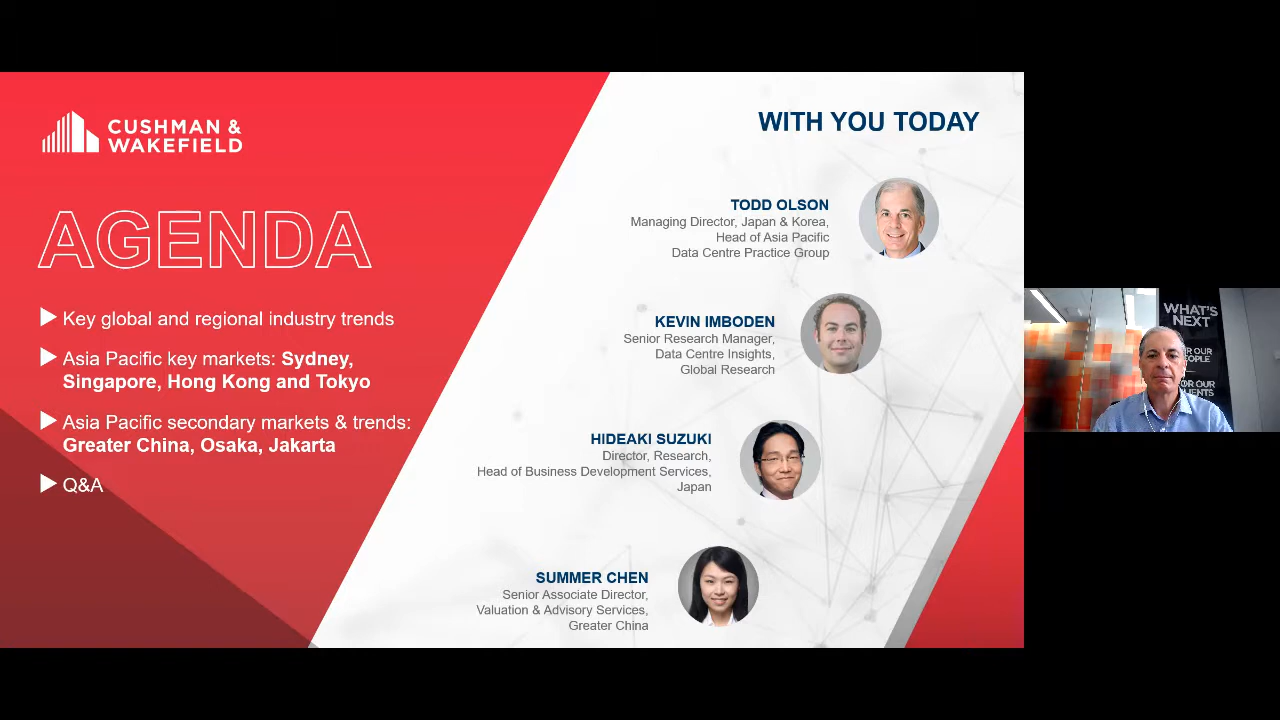 CUSHMAN &
WAKEFIELD
AGENDA
Key global and regional industry trends
Asia Pacific key markets: Sydney,
Singapore, Hong Kong and Tokyo
Asia Pacific secondary markets & trends:
Greater China, Osaka, Jakarta
Q&A
WITH YOU TODAY
TODD OLSON
Managing Director, Japan & Korea,
Head of Asia Pacific
Data Centre Practice Group
KEVIN IMBODEN
Senior Research Manager,
Data Centre Insights,
Global Research
HIDEAKI SUZUKI
Director, Research,
Head of Business Development Services,
Japan
SUMMER CHEN
Senior Associate Director,
Valuation & Advisory Services,
Greater China
WHAT'S
NEXT
OUR
OUR